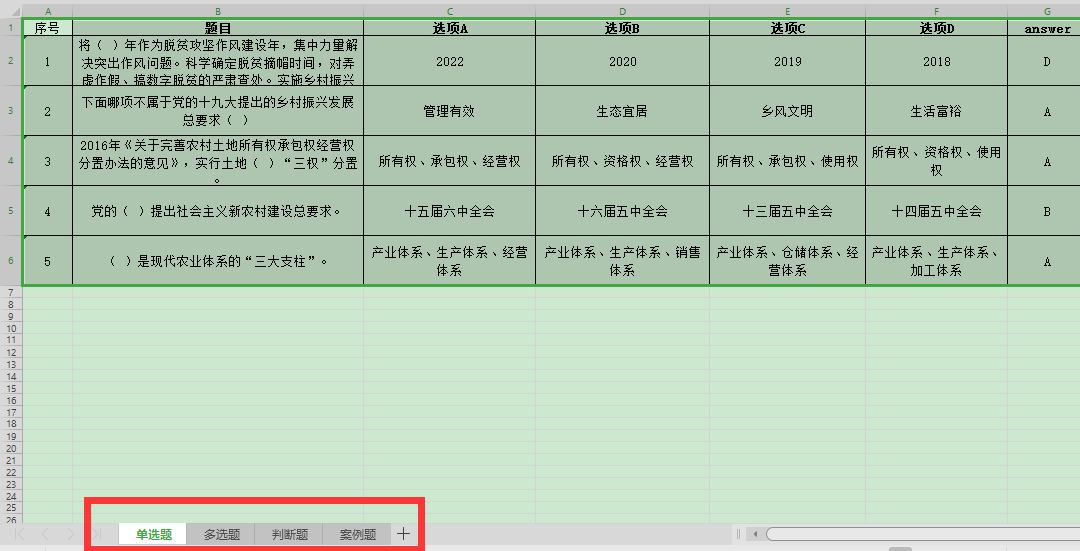 A B C D E F G
1 序号 题目 选项A 选项B 选项C 选项D answer
将（ ）年作为脱贫攻坚作风建设年，集中力量解
2 1 决突出作风问题。科学确定脱贫摘帽时间，对弄 2022 2020 2019 2018 D
虚作假、搞数字脱贫的严肃查处。实施乡村振兴
下面哪项不属于党的十九大提出的乡村振兴发展
3 2 总要求（ ） 管理有效 生态宜居 乡风文明 生活富裕 A
2016年《关于完善农村土地所有权承包权经营权
4 3 分置办法的意见》，实行土地（ ）“三权”分置 所有权、承包权、经营权 所有权、资格权、经营权 所有权、承包权、使用权 所有权、资格权、使用 A
。 权
5 4 党的（ ）提出社会主义新农村建设总要求。 十五届六中全会 十六届五中全会 十三届五中全会 十四届五中全会 B
产业体系、生产体系、经营 产业体系、生产体系、销售 产业体系、仓储体系、经 产业体系、生产体系、
6 5 （ ）是现代农业体系的“三大支柱”。 A
体系 体系 营体系 加工体系
7
8
9
10
11
12
13
14
15
16
17
18
19
20
21
22
23
24
25
26
单选题 多选题 判断题 案例题 +